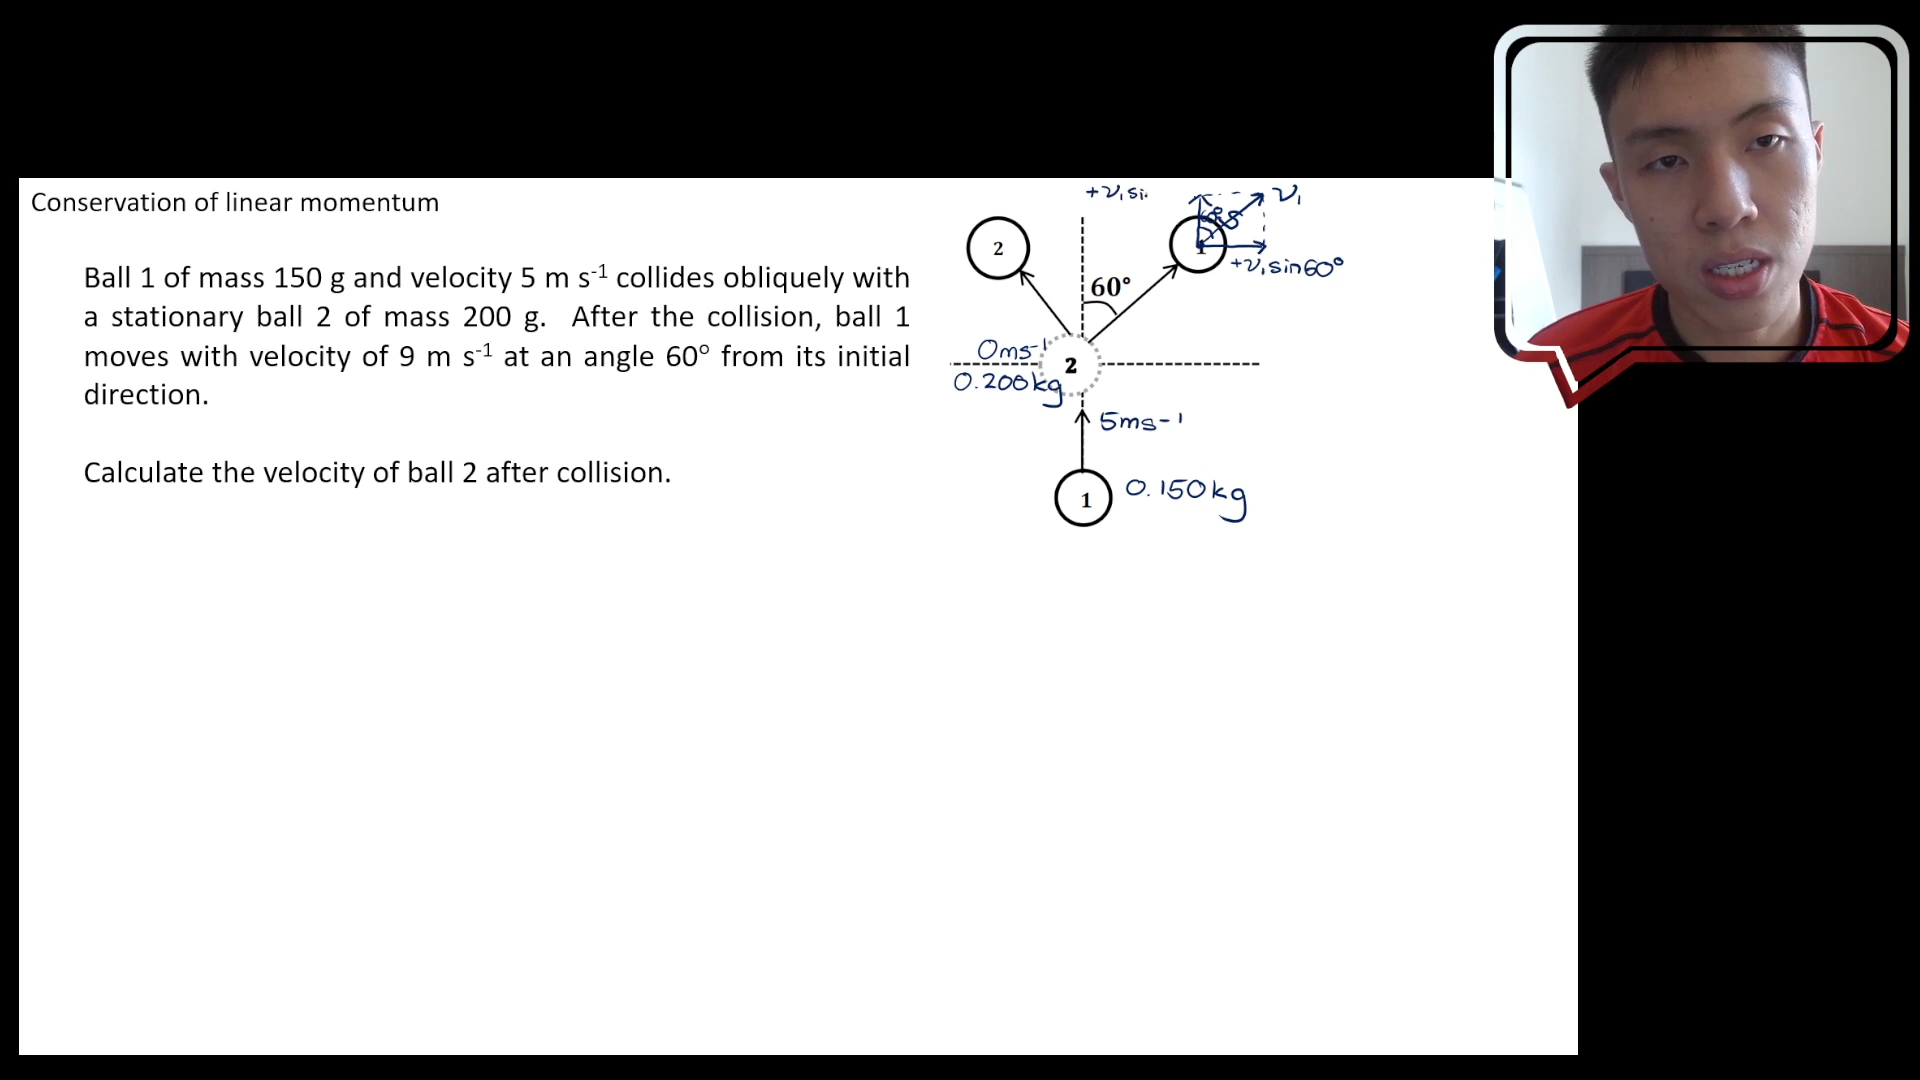 Conservation of linear momentum
Ball 1 of mass 150 g and velocity 5 m s⁻¹ collides obliquely with
a stationary ball 2 of mass 200 g. After the collision, ball 1
moves with velocity of 9 m s⁻¹ at an angle 60° from its initial
direction.
Calculate the velocity of ball 2 after collision.
+v₁si
v₁
2
1
+v₁sin60°
60°
0ms⁻¹
2
0.200kg
5ms⁻¹
1
0.150kg